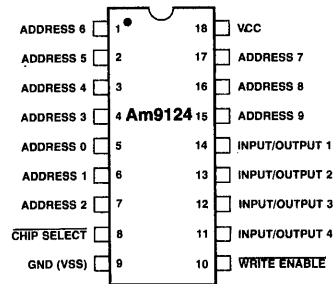 ADDRESS 6 1 18 VCC
ADDRESS 5 2 17 ADDRESS 7
ADDRESS 4 3 16 ADDRESS 8
ADDRESS 3 4 Am9124 15 ADDRESS 9
ADDRESS 0 5 14 INPUT/OUTPUT 1
ADDRESS 1 6 13 INPUT/OUTPUT 2
ADDRESS 2 7 12 INPUT/OUTPUT 3
CHIP SELECT 8 11 INPUT/OUTPUT 4
GND (VSS) 9 10 WRITE ENABLE